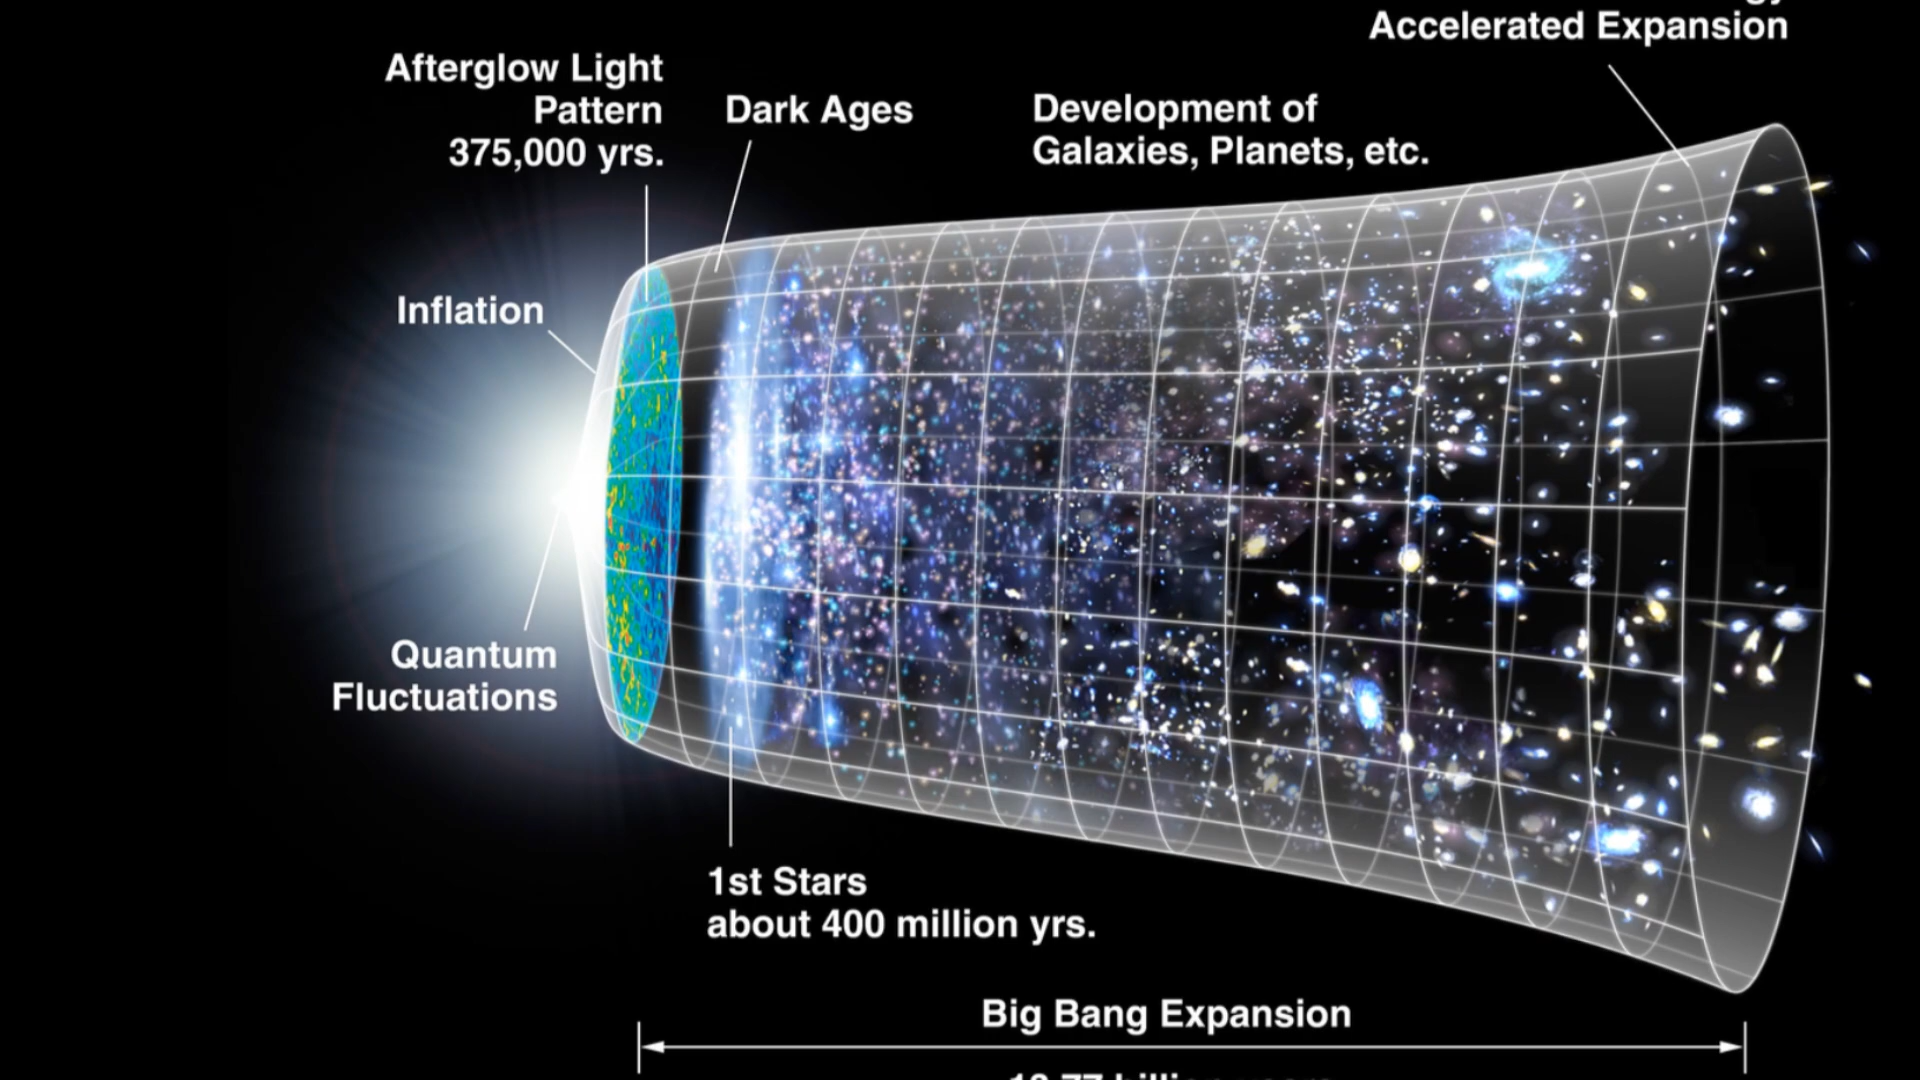 Accelerated Expansion
Afterglow Light
Pattern
375,000 yrs.
Dark Ages
Development of
Galaxies, Planets, etc.
Inflation
Quantum
Fluctuations
1st Stars
about 400 million yrs.
Big Bang Expansion